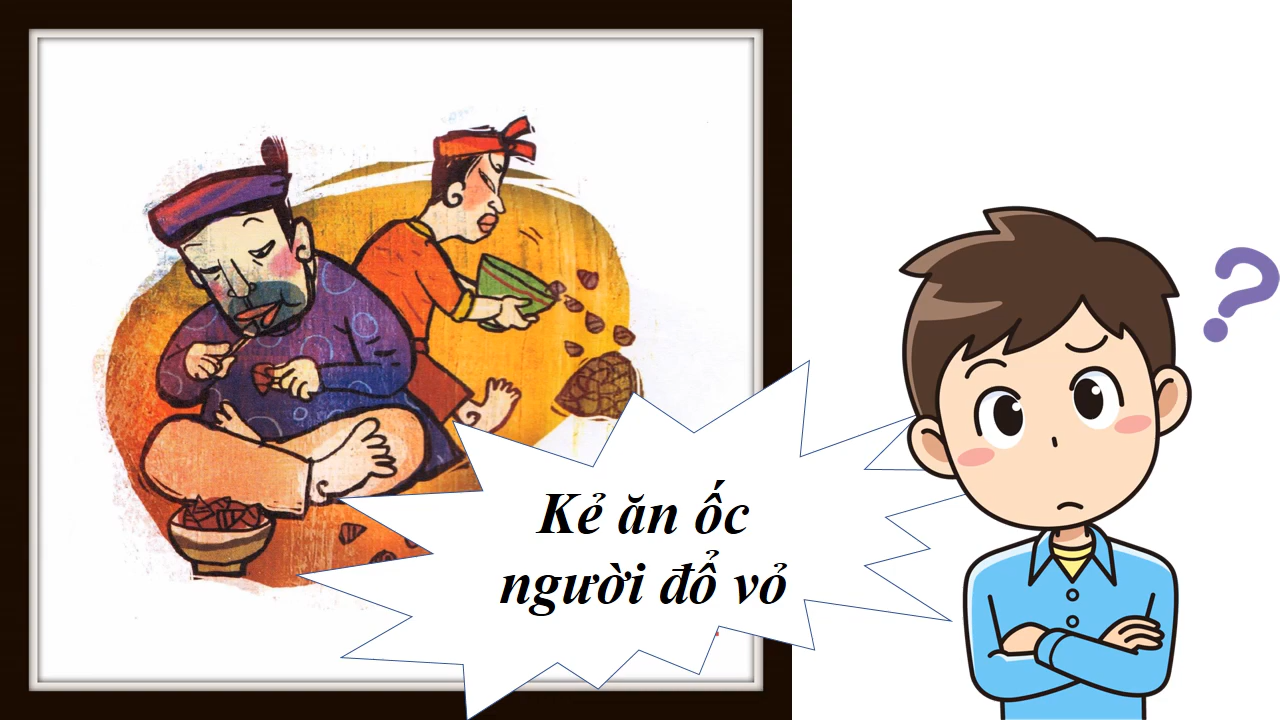 Kẻ ăn ốc
người đổ vỏ